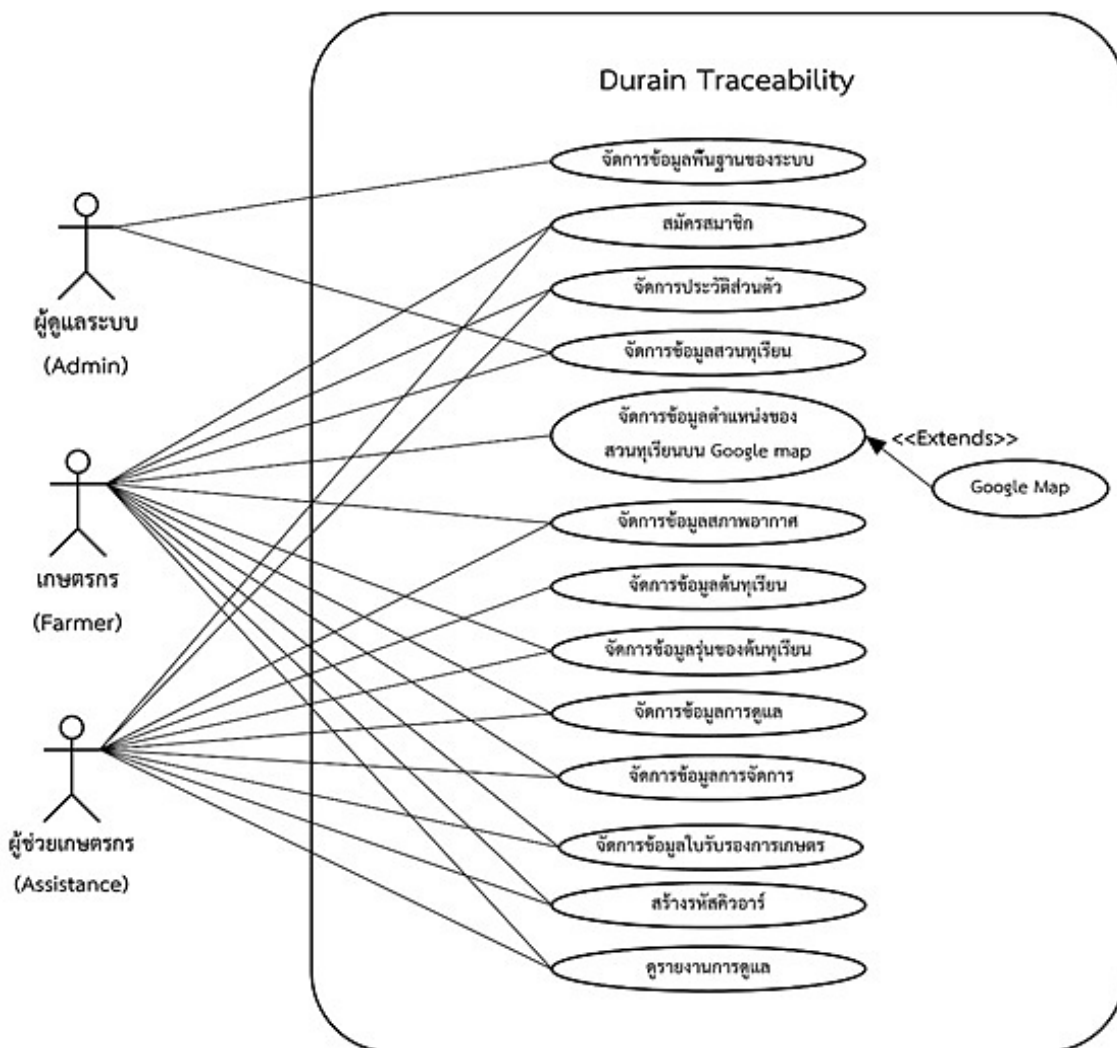 Durain Traceability
จัดการข้อมูลพื้นฐานของระบบ
สมัครสมาชิก
จัดการประวัติส่วนตัว
ผู้ดูแลระบบ
(Admin)
จัดการข้อมูลสวนทุเรียน
จัดการข้อมูลตำแหน่งของ
สวนทุเรียนบน Google map
<<Extends>>
Google Map
จัดการข้อมูลสภาพอากาศ
เกษตรกร
(Farmer)
จัดการข้อมูลต้นทุเรียน
จัดการข้อมูลรุ่นของต้นทุเรียน
จัดการข้อมูลการดูแล
จัดการข้อมูลการจัดการ
ผู้ช่วยเกษตรกร
(Assistance)
จัดการข้อมูลใบรับรองการเกษตร
สร้างรหัสคิวอาร์
ดูรายงานการดูแล